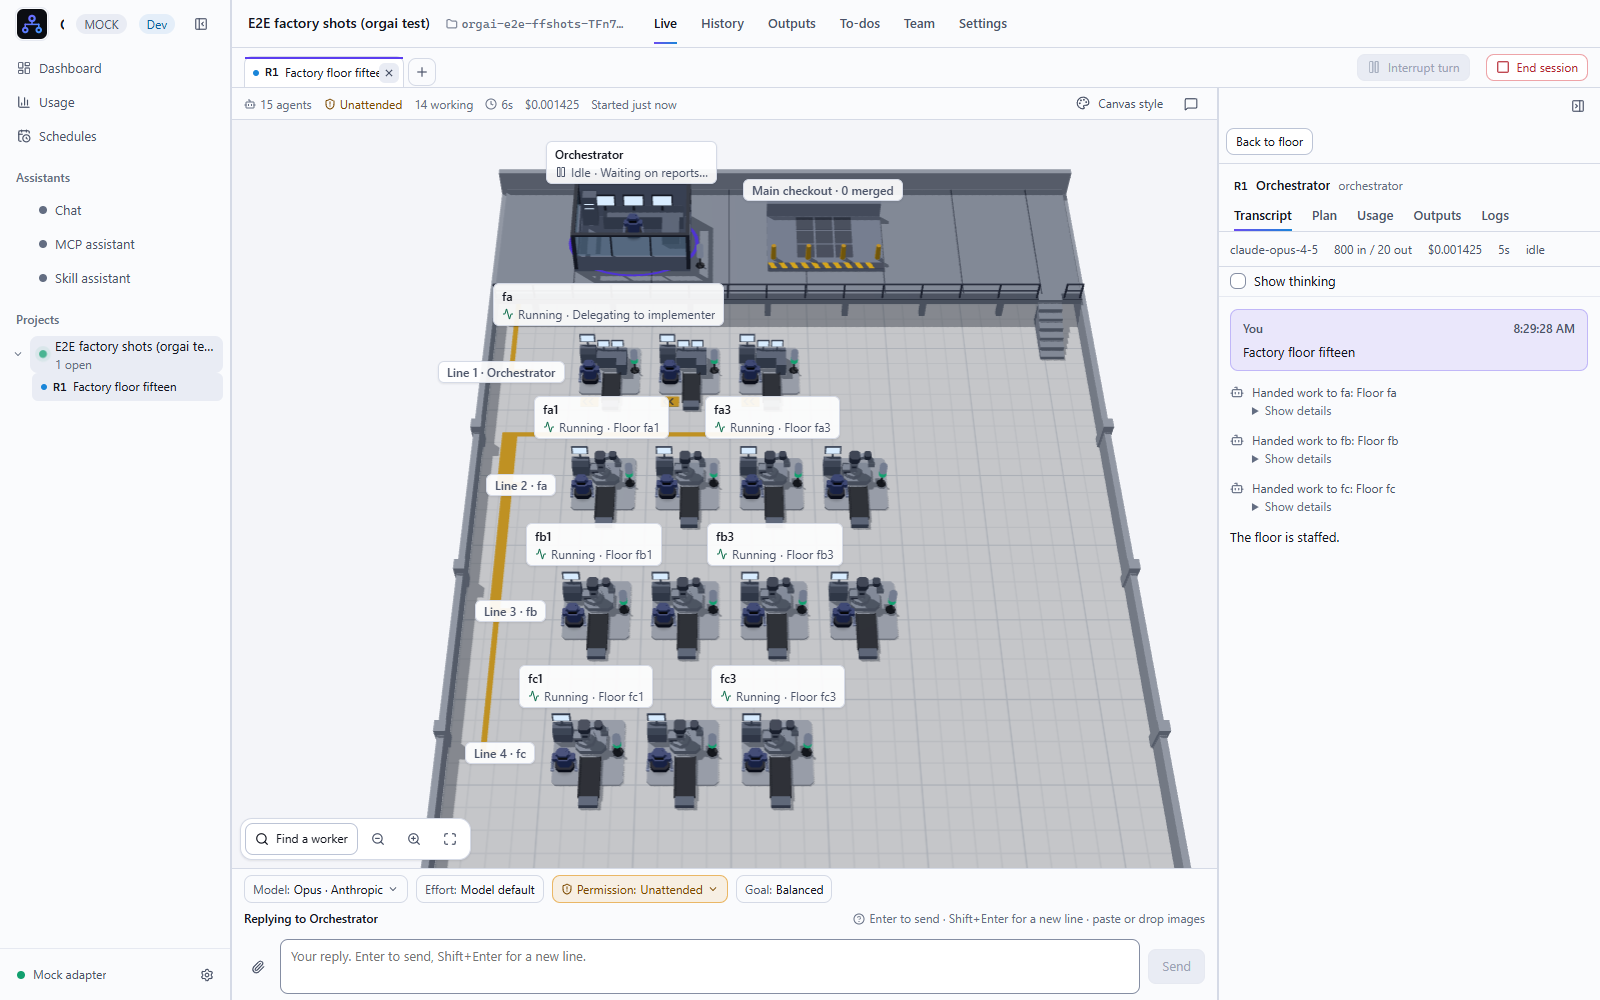 MOCK
Dev
Dashboard
Usage
Schedules
Assistants
Chat
MCP assistant
Skill assistant
Projects
E2E factory shots (orgai te...
1 open
R1 Factory floor fifteen
Mock adapter
E2E factory shots (orgai test)
orgai-e2e-ffshots-TFn7...
Live
History
Outputs
To-dos
Team
Settings
R1 Factory floor fiftee
Interrupt turn
End session
15 agents
Unattended
14 working
6s
$0.001425
Started just now
Canvas style
Orchestrator
Idle · Waiting on reports...
Main checkout · 0 merged
fa
Running · Delegating to implementer
Line 1 · Orchestrator
fa1
Running · Floor fa1
fa3
Running · Floor fa3
Line 2 · fa
fb1
Running · Floor fb1
fb3
Running · Floor fb3
Line 3 · fb
fc1
Running · Floor fc1
fc3
Running · Floor fc3
Line 4 · fc
Find a worker
Model: Opus · Anthropic
Effort: Model default
Permission: Unattended
Goal: Balanced
Replying to Orchestrator
Enter to send · Shift+Enter for a new line · paste or drop images
Your reply. Enter to send, Shift+Enter for a new line.
Send
Back to floor
R1 Orchestrator orchestrator
Transcript
Plan
Usage
Outputs
Logs
claude-opus-4-5
800 in / 20 out
$0.001425
5s
idle
Show thinking
You
8:29:28 AM
Factory floor fifteen
Handed work to fa: Floor fa
Show details
Handed work to fb: Floor fb
Show details
Handed work to fc: Floor fc
Show details
The floor is staffed.